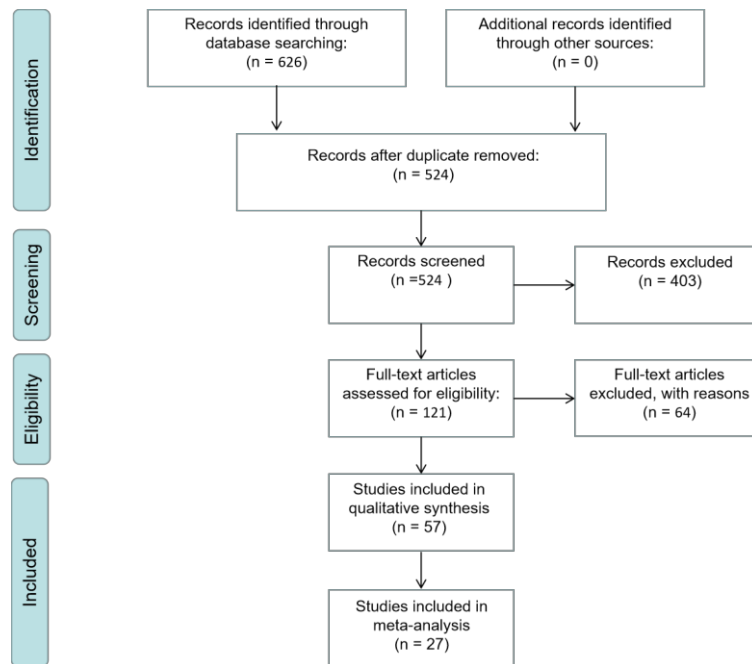 Identification
Records identified through
database searching:
(n = 626)
Additional records identified
through other sources:
(n = 0)
Records after duplicate removed:
(n = 524)
Screening
Records screened
(n =524 )
Records excluded
(n = 403)
Eligibility
Full-text articles
assessed for eligibility:
(n = 121)
Full-text articles
excluded, with reasons
(n = 64)
Included
Studies included in
qualitative synthesis
(n = 57)
Studies included in
meta-analysis
(n = 27)